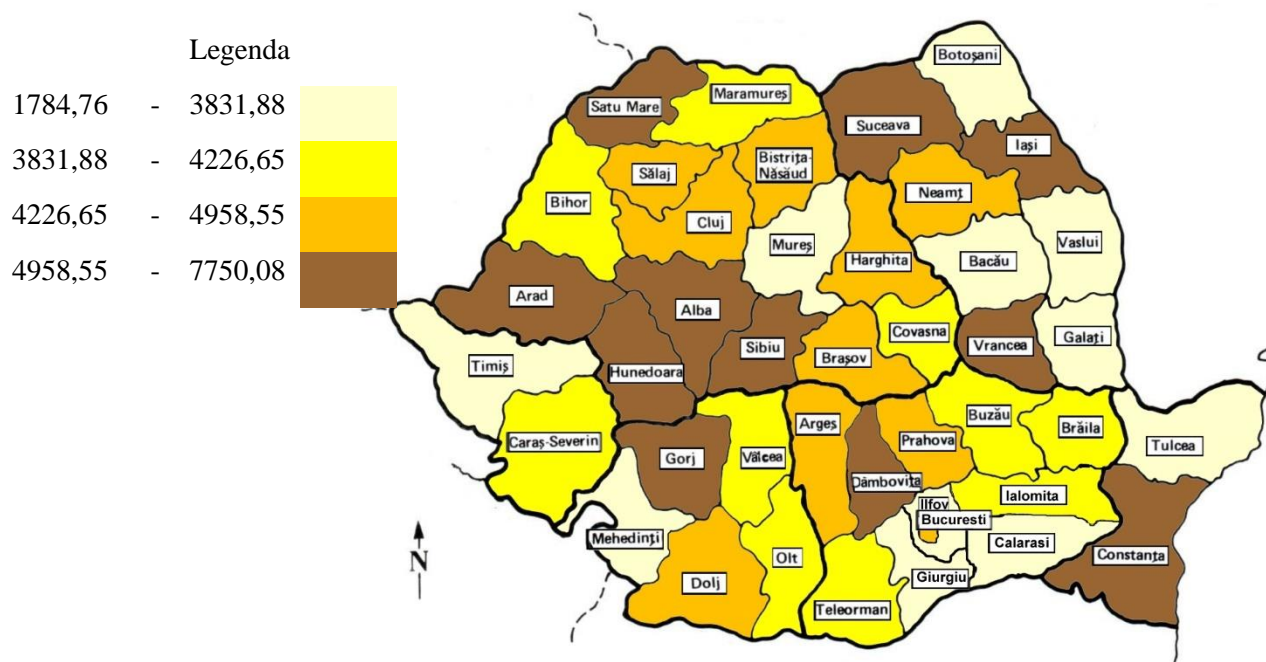 Legenda
1784,76 - 3831,88
3831,88 - 4226,65
4226,65 - 4958,55
4958,55 - 7750,08
Botoșani
Maramureș
Satu Mare
Suceava
Iași
Bistrița-
Năsăud
Sălaj
Neamț
Bihor
Cluj
Mureș
Vaslui
Harghita
Bacău
Arad
Alba
Covasna
Sibiu
Vrancea
Galați
Brașov
Timiș
Hunedoara
Buzău
Argeș
Brăila
Caraș-Severin
Prahova
Tulcea
Gorj
Vâlcea
Dâmbovița
Ialomita
Ilfov
Bucuresti
Mehedinți
Calarasi
Constanța
N
Olt
Giurgiu
Dolj
Teleorman